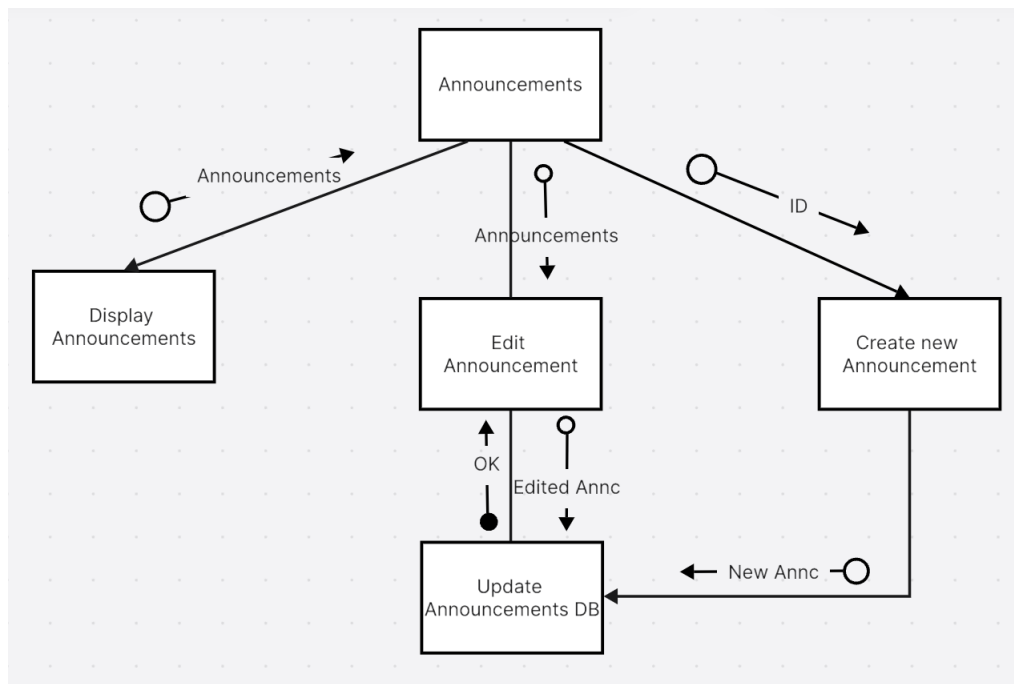 Announcements
Announcements
ID
Announcements
Display
Announcements
Edit
Announcement
Create new
Announcement
OK
Edited Annc
New Annc
Update
Announcements DB